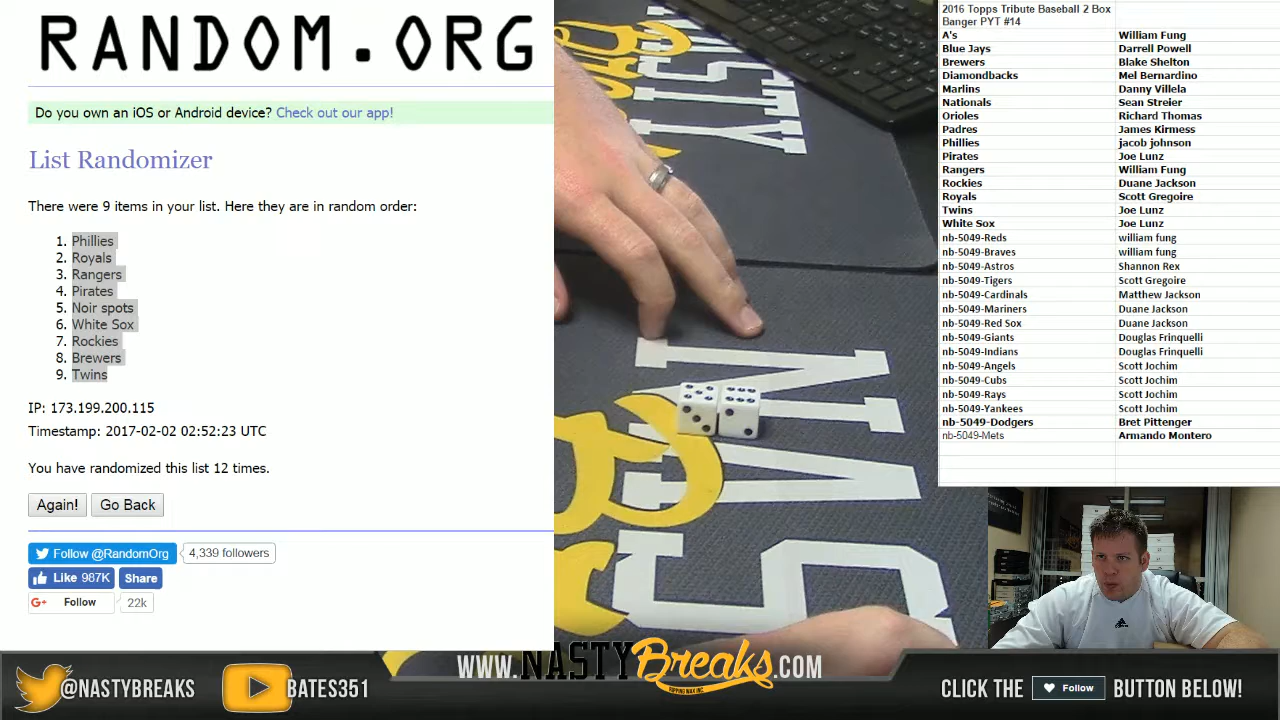 RANDOM.ORG
Do you own an iOS or Android device? Check out our app!
List Randomizer
There were 9 items in your list. Here they are in random order:
1. Phillies
2. Royals
3. Rangers
4. Pirates
5. Noir spots
6. White Sox
7. Rockies
8. Brewers
9. Twins
IP: 173.199.200.115
Timestamp: 2017-02-02 02:52:23 UTC
You have randomized this list 12 times.
Again! Go Back
Follow @RandomOrg 4,339 followers
Like 987K Share
G+ Follow 22k
NASTY
2016 Topps Tribute Baseball 2 Box
Banger PYT #14
A's William Fung
Blue Jays Darrell Powell
Brewers Blake Shelton
Diamondbacks Mel Bernardino
Marlins Danny Villela
Nationals Sean Streier
Orioles Richard Thomas
Padres James Kirmess
Phillies jacob johnson
Pirates Joe Lunz
Rangers William Fung
Rockies Duane Jackson
Royals Scott Gregoire
Twins Joe Lunz
White Sox Joe Lunz
nb-5049-Reds william fung
nb-5049-Braves william fung
nb-5049-Astros Shannon Rex
nb-5049-Tigers Scott Gregoire
nb-5049-Cardinals Matthew Jackson
nb-5049-Mariners Duane Jackson
nb-5049-Red Sox Duane Jackson
nb-5049-Giants Douglas Frinquelli
nb-5049-Indians Douglas Frinquelli
nb-5049-Angels Scott Jochim
nb-5049-Cubs Scott Jochim
nb-5049-Rays Scott Jochim
nb-5049-Yankees Scott Jochim
nb-5049-Dodgers Bret Pittenger
nb-5049-Mets Armando Montero
@NASTYBREAKS BATES351 WWW.NASTYBreaks.COM CLICK THE Follow BUTTON BELOW!
RIPPING WAX INC.